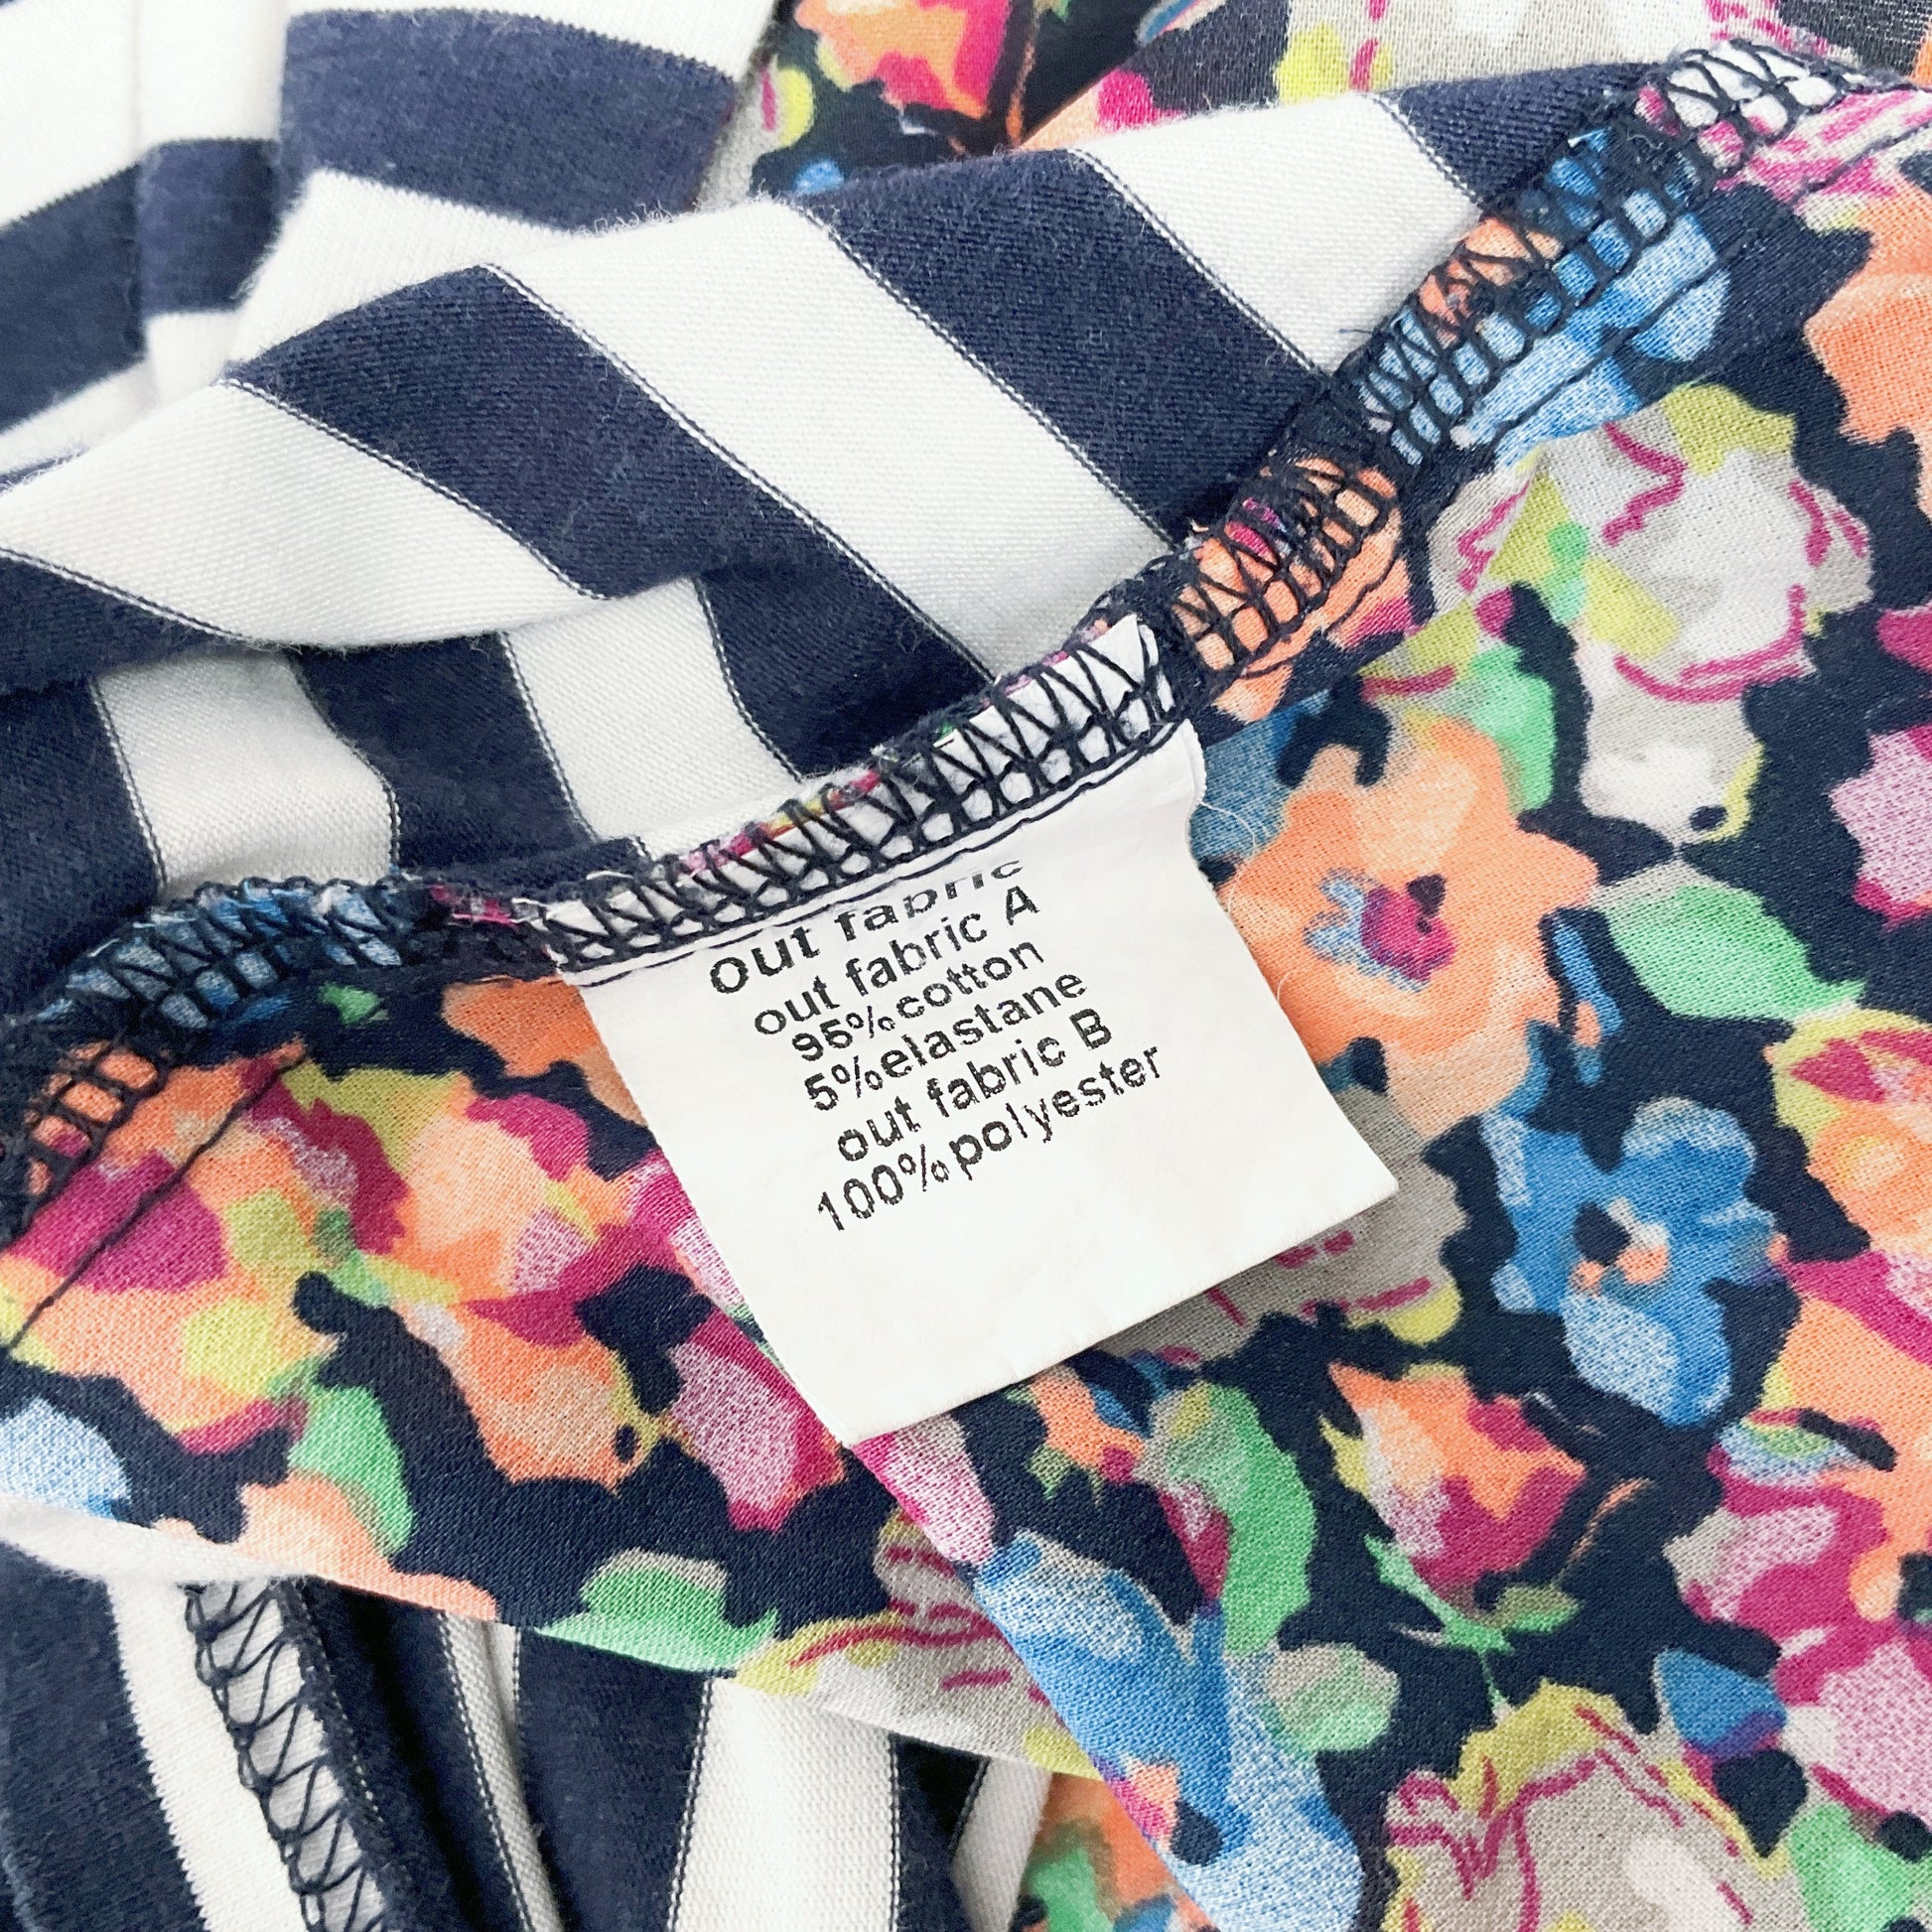 out fabric
out fabric A
95%cotton
5%elastane
out fabric B
100%polyester